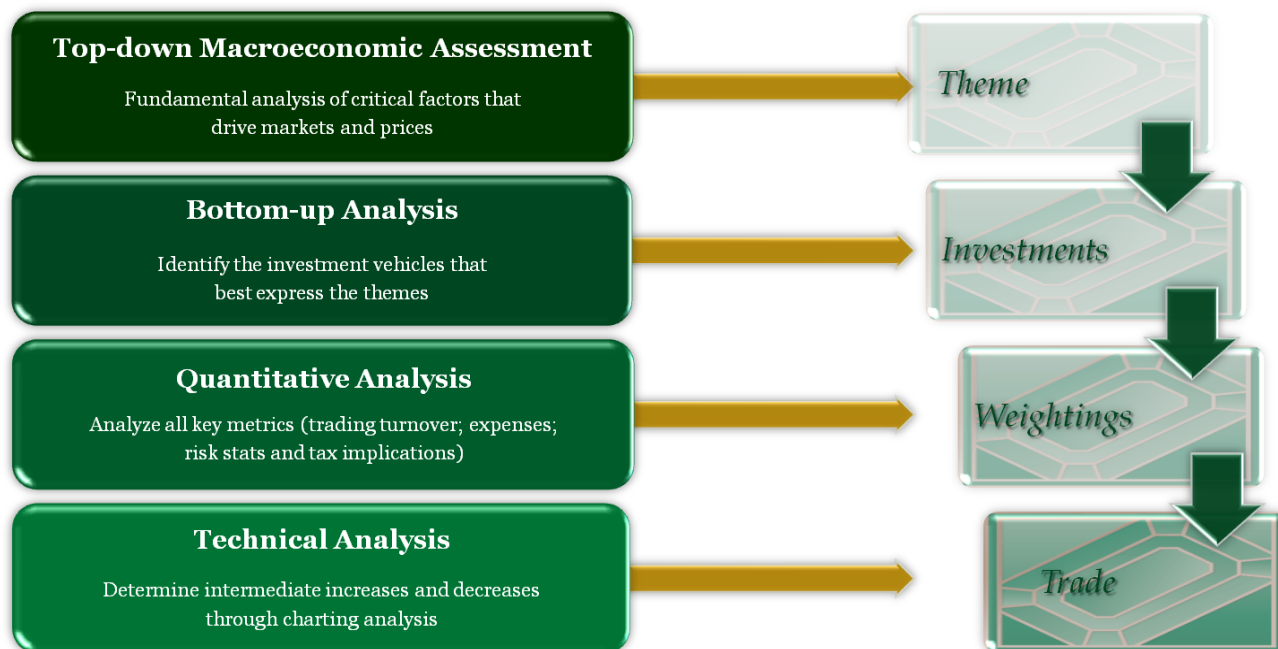 Top-down Macroeconomic Assessment
Fundamental analysis of critical factors that
drive markets and prices
Theme
Bottom-up Analysis
Identify the investment vehicles that
best express the themes
Investments
Quantitative Analysis
Analyze all key metrics (trading turnover; expenses;
risk stats and tax implications)
Weightings
Technical Analysis
Determine intermediate increases and decreases
through charting analysis
Trade